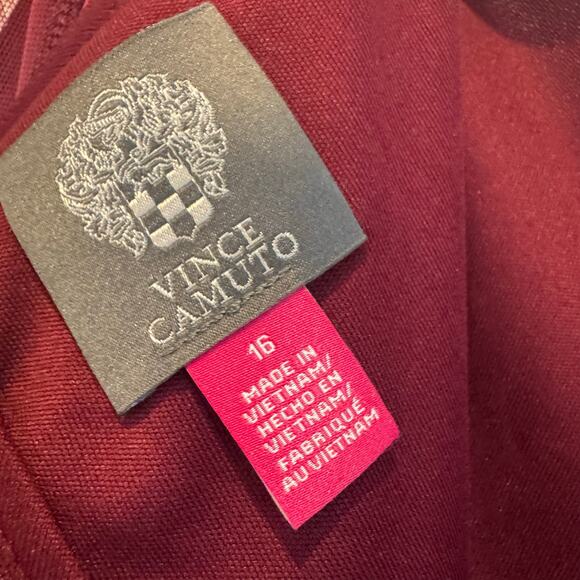 VINCE
CAMUTO
16
MADE IN
VIETNAM/
HECHO EN
VIETNAM/
FABRIQUÉ
AU VIETNAM